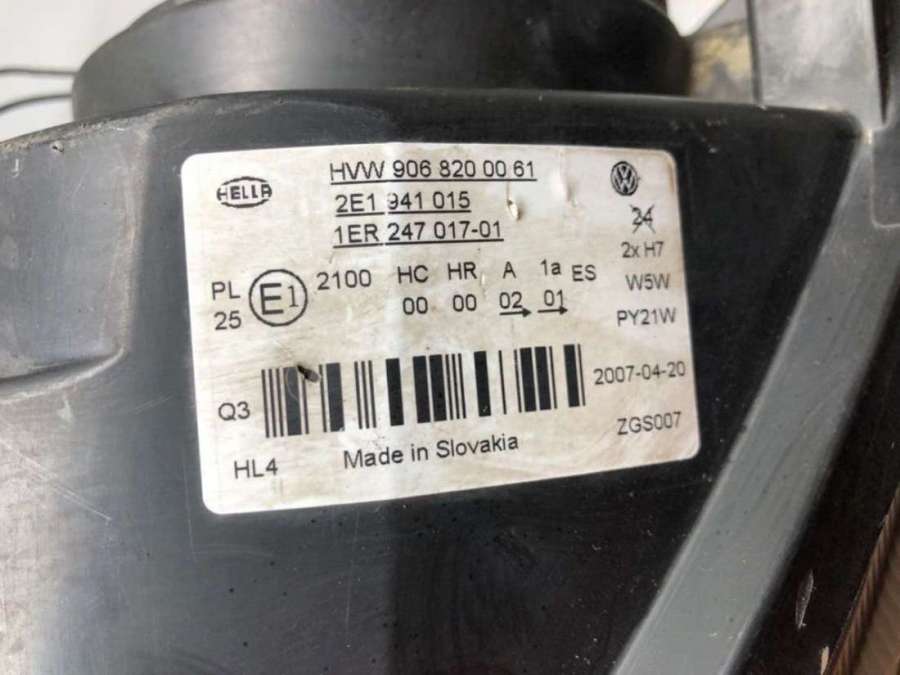 HELLA
HVW 906 820 00 61
2E1 941 015
1ER 247 017-01
VW
24
2x H7
W5W
PY21W
PL
25
E1
2100
HC HR A 1a ES
00 00 02 01
Q3
2007-04-20
ZGS007
HL4
Made in Slovakia